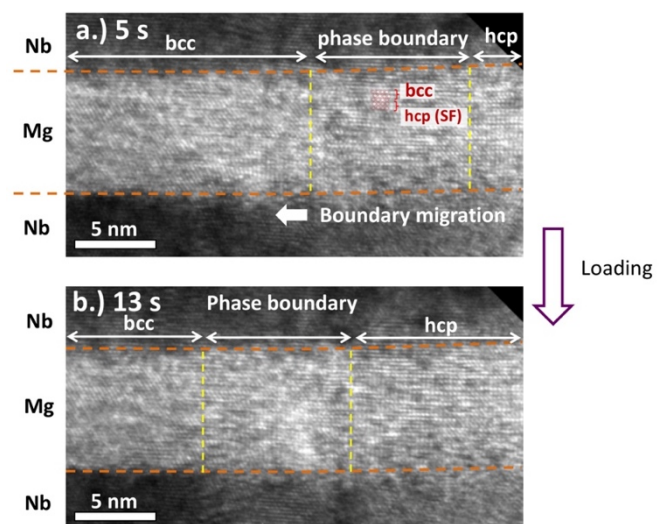 a.) 5 s
Nb
bcc
phase boundary
hcp
bcc
hcp (SF)
Mg
Nb
Boundary migration
5 nm
Loading
b.) 13 s
Phase boundary
Nb
bcc
hcp
Mg
Nb
5 nm